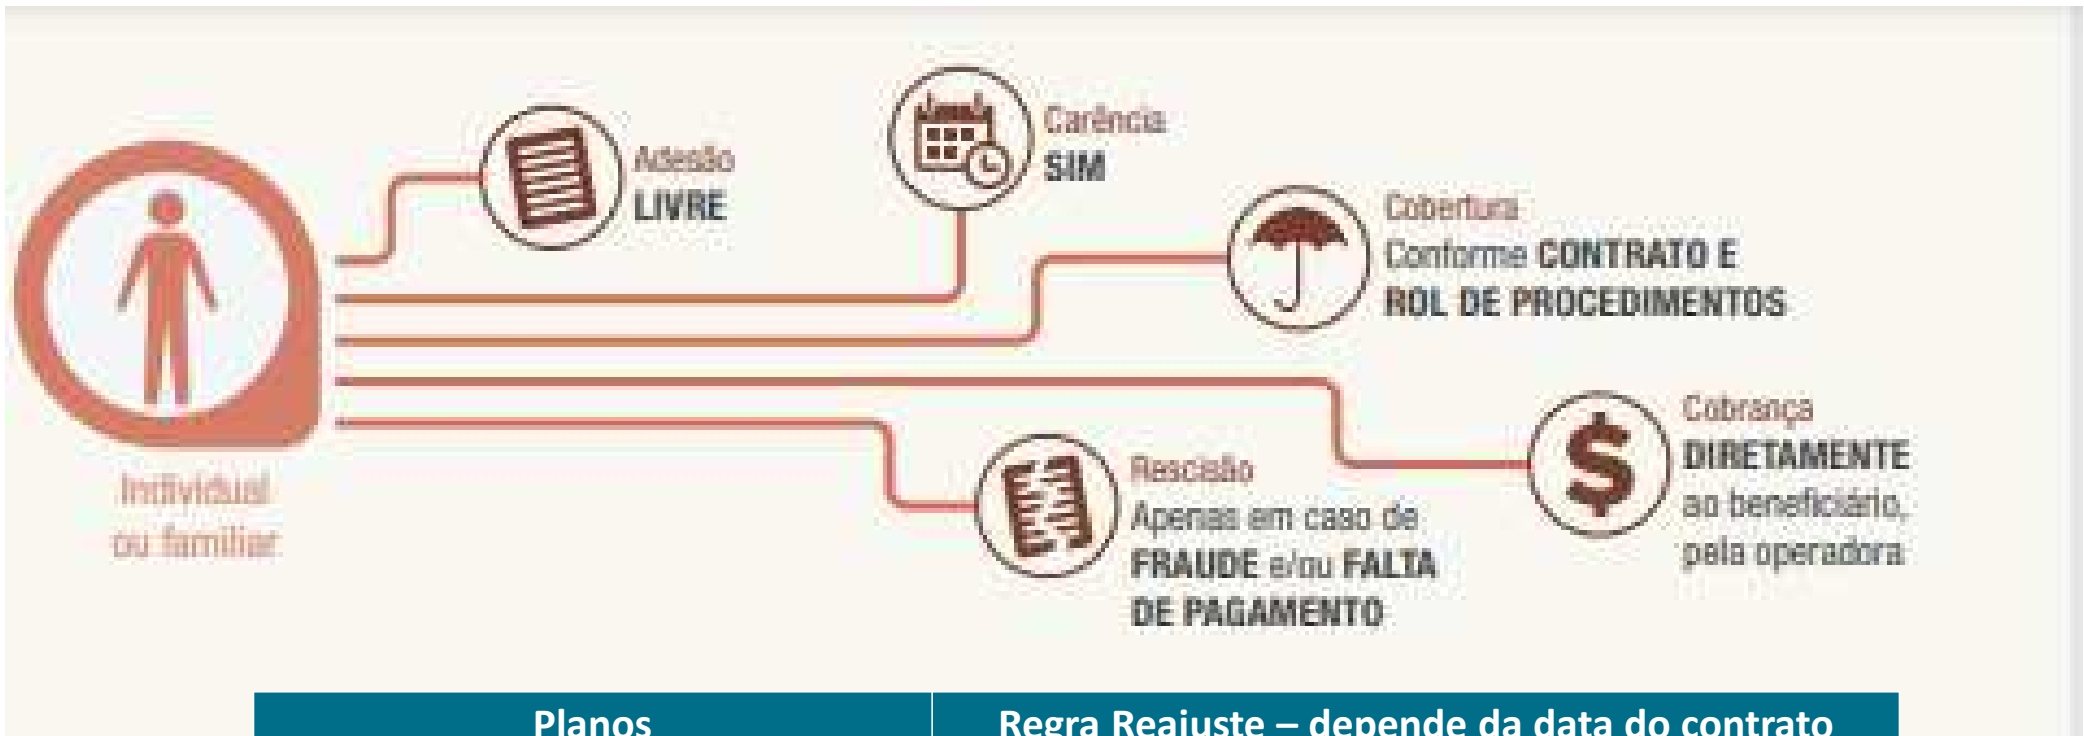 Adesão
LIVRE
Carência
SIM
Cobertura
Conforme CONTRATO E
ROL DE PROCEDIMENTOS
Individual
ou familiar
Rescisão
Apenas em caso de
FRAUDE e/ou FALTA
DE PAGAMENTO
Cobrança
DIRETAMENTE
ao beneficiário,
pela operadora
Planos
Regra Reajuste – depende da data do contrato